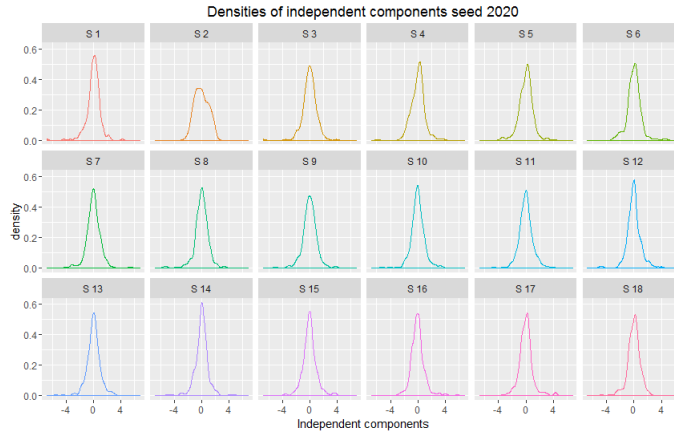 Densities of independent components seed 2020
S 1 S 2 S 3 S 4 S 5 S 6
0.6
0.4
0.2
0.0
S 7 S 8 S 9 S 10 S 11 S 12
0.6
0.4
0.2
0.0
density
S 13 S 14 S 15 S 16 S 17 S 18
0.6
0.4
0.2
0.0
-4 0 4 -4 0 4 -4 0 4 -4 0 4 -4 0 4 -4 0 4
Independent components